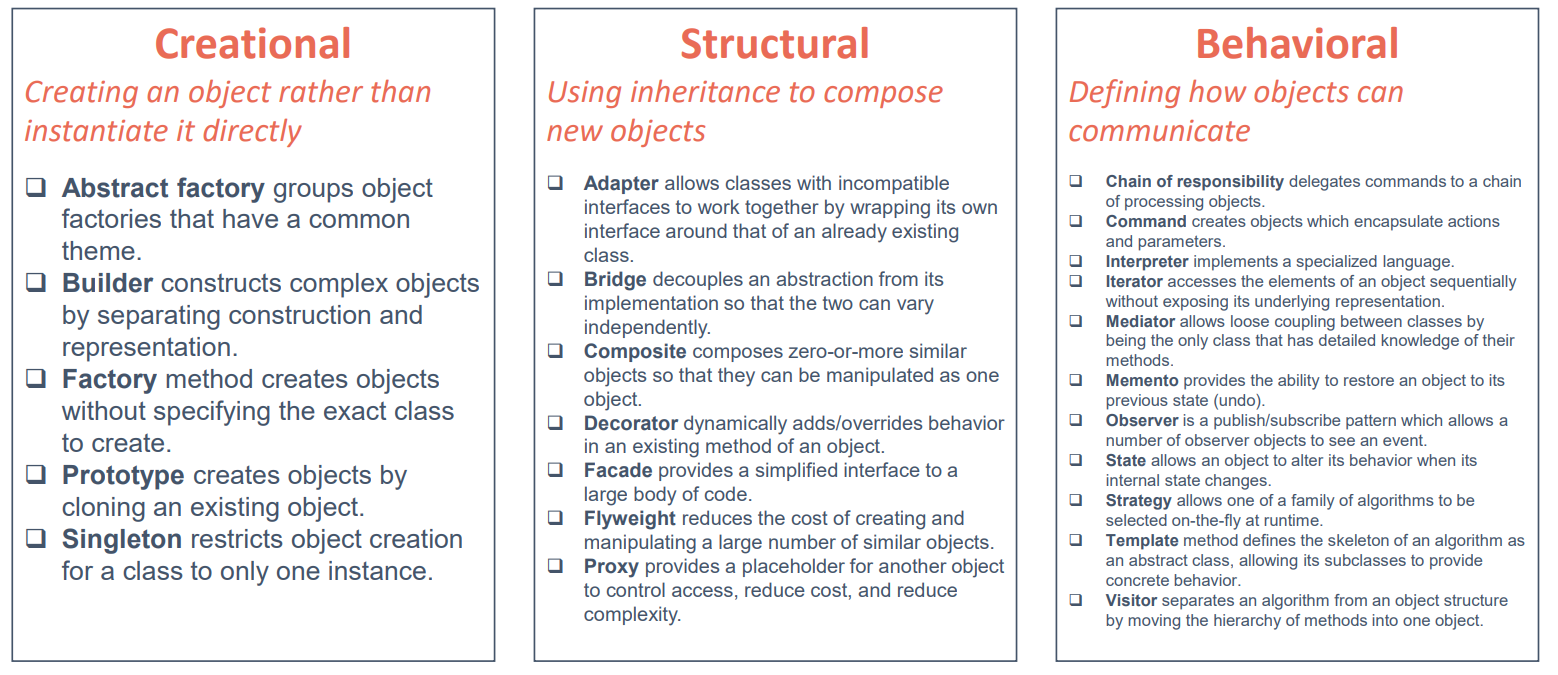 Creational
Creating an object rather than
instantiate it directly
❑ Abstract factory groups object
factories that have a common
theme.
❑ Builder constructs complex objects
by separating construction and
representation.
❑ Factory method creates objects
without specifying the exact class
to create.
❑ Prototype creates objects by
cloning an existing object.
❑ Singleton restricts object creation
for a class to only one instance.
Structural
Using inheritance to compose
new objects
❑ Adapter allows classes with incompatible
interfaces to work together by wrapping its own
interface around that of an already existing
class.
❑ Bridge decouples an abstraction from its
implementation so that the two can vary
independently.
❑ Composite composes zero-or-more similar
objects so that they can be manipulated as one
object.
❑ Decorator dynamically adds/overrides behavior
in an existing method of an object.
❑ Facade provides a simplified interface to a
large body of code.
❑ Flyweight reduces the cost of creating and
manipulating a large number of similar objects.
❑ Proxy provides a placeholder for another object
to control access, reduce cost, and reduce
complexity.
Behavioral
Defining how objects can
communicate
❑ Chain of responsibility delegates commands to a chain
of processing objects.
❑ Command creates objects which encapsulate actions
and parameters.
❑ Interpreter implements a specialized language.
❑ Iterator accesses the elements of an object sequentially
without exposing its underlying representation.
❑ Mediator allows loose coupling between classes by
being the only class that has detailed knowledge of their
methods.
❑ Memento provides the ability to restore an object to its
previous state (undo).
❑ Observer is a publish/subscribe pattern which allows a
number of observer objects to see an event.
❑ State allows an object to alter its behavior when its
internal state changes.
❑ Strategy allows one of a family of algorithms to be
selected on-the-fly at runtime.
❑ Template method defines the skeleton of an algorithm as
an abstract class, allowing its subclasses to provide
concrete behavior.
❑ Visitor separates an algorithm from an object structure
by moving the hierarchy of methods into one object.